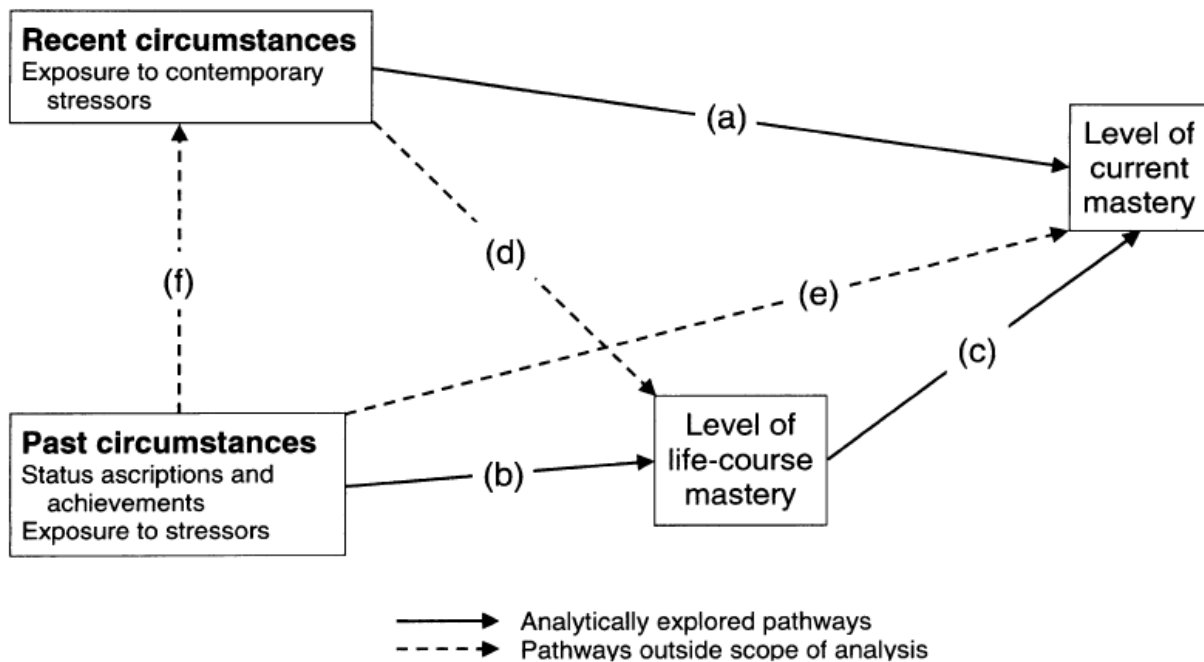 Recent circumstances
Exposure to contemporary
stressors
(a)
Level of
current
mastery
(d)
(f)
(e)
(c)
Past circumstances
Status ascriptions and
achievements
Exposure to stressors
(b)
Level of
life-course
mastery
Analytically explored pathways
Pathways outside scope of analysis